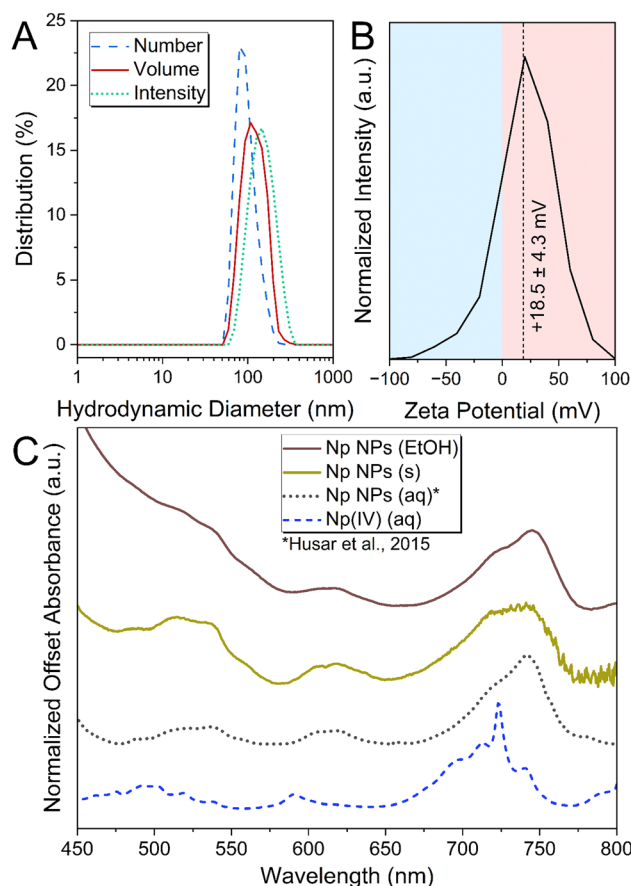 A
Number
Volume
Intensity
Distribution (%)
25
20
15
10
5
0
1
10
100
1000
Hydrodynamic Diameter (nm)
B
Normalized Intensity (a.u.)
+18.5 ± 4.3 mV
−100
−50
0
50
100
Zeta Potential (mV)
C
Np NPs (EtOH)
Np NPs (s)
Np NPs (aq)*
Np(IV) (aq)
*Husar et al., 2015
Normalized Offset Absorbance (a.u.)
450
500
550
600
650
700
750
800
Wavelength (nm)